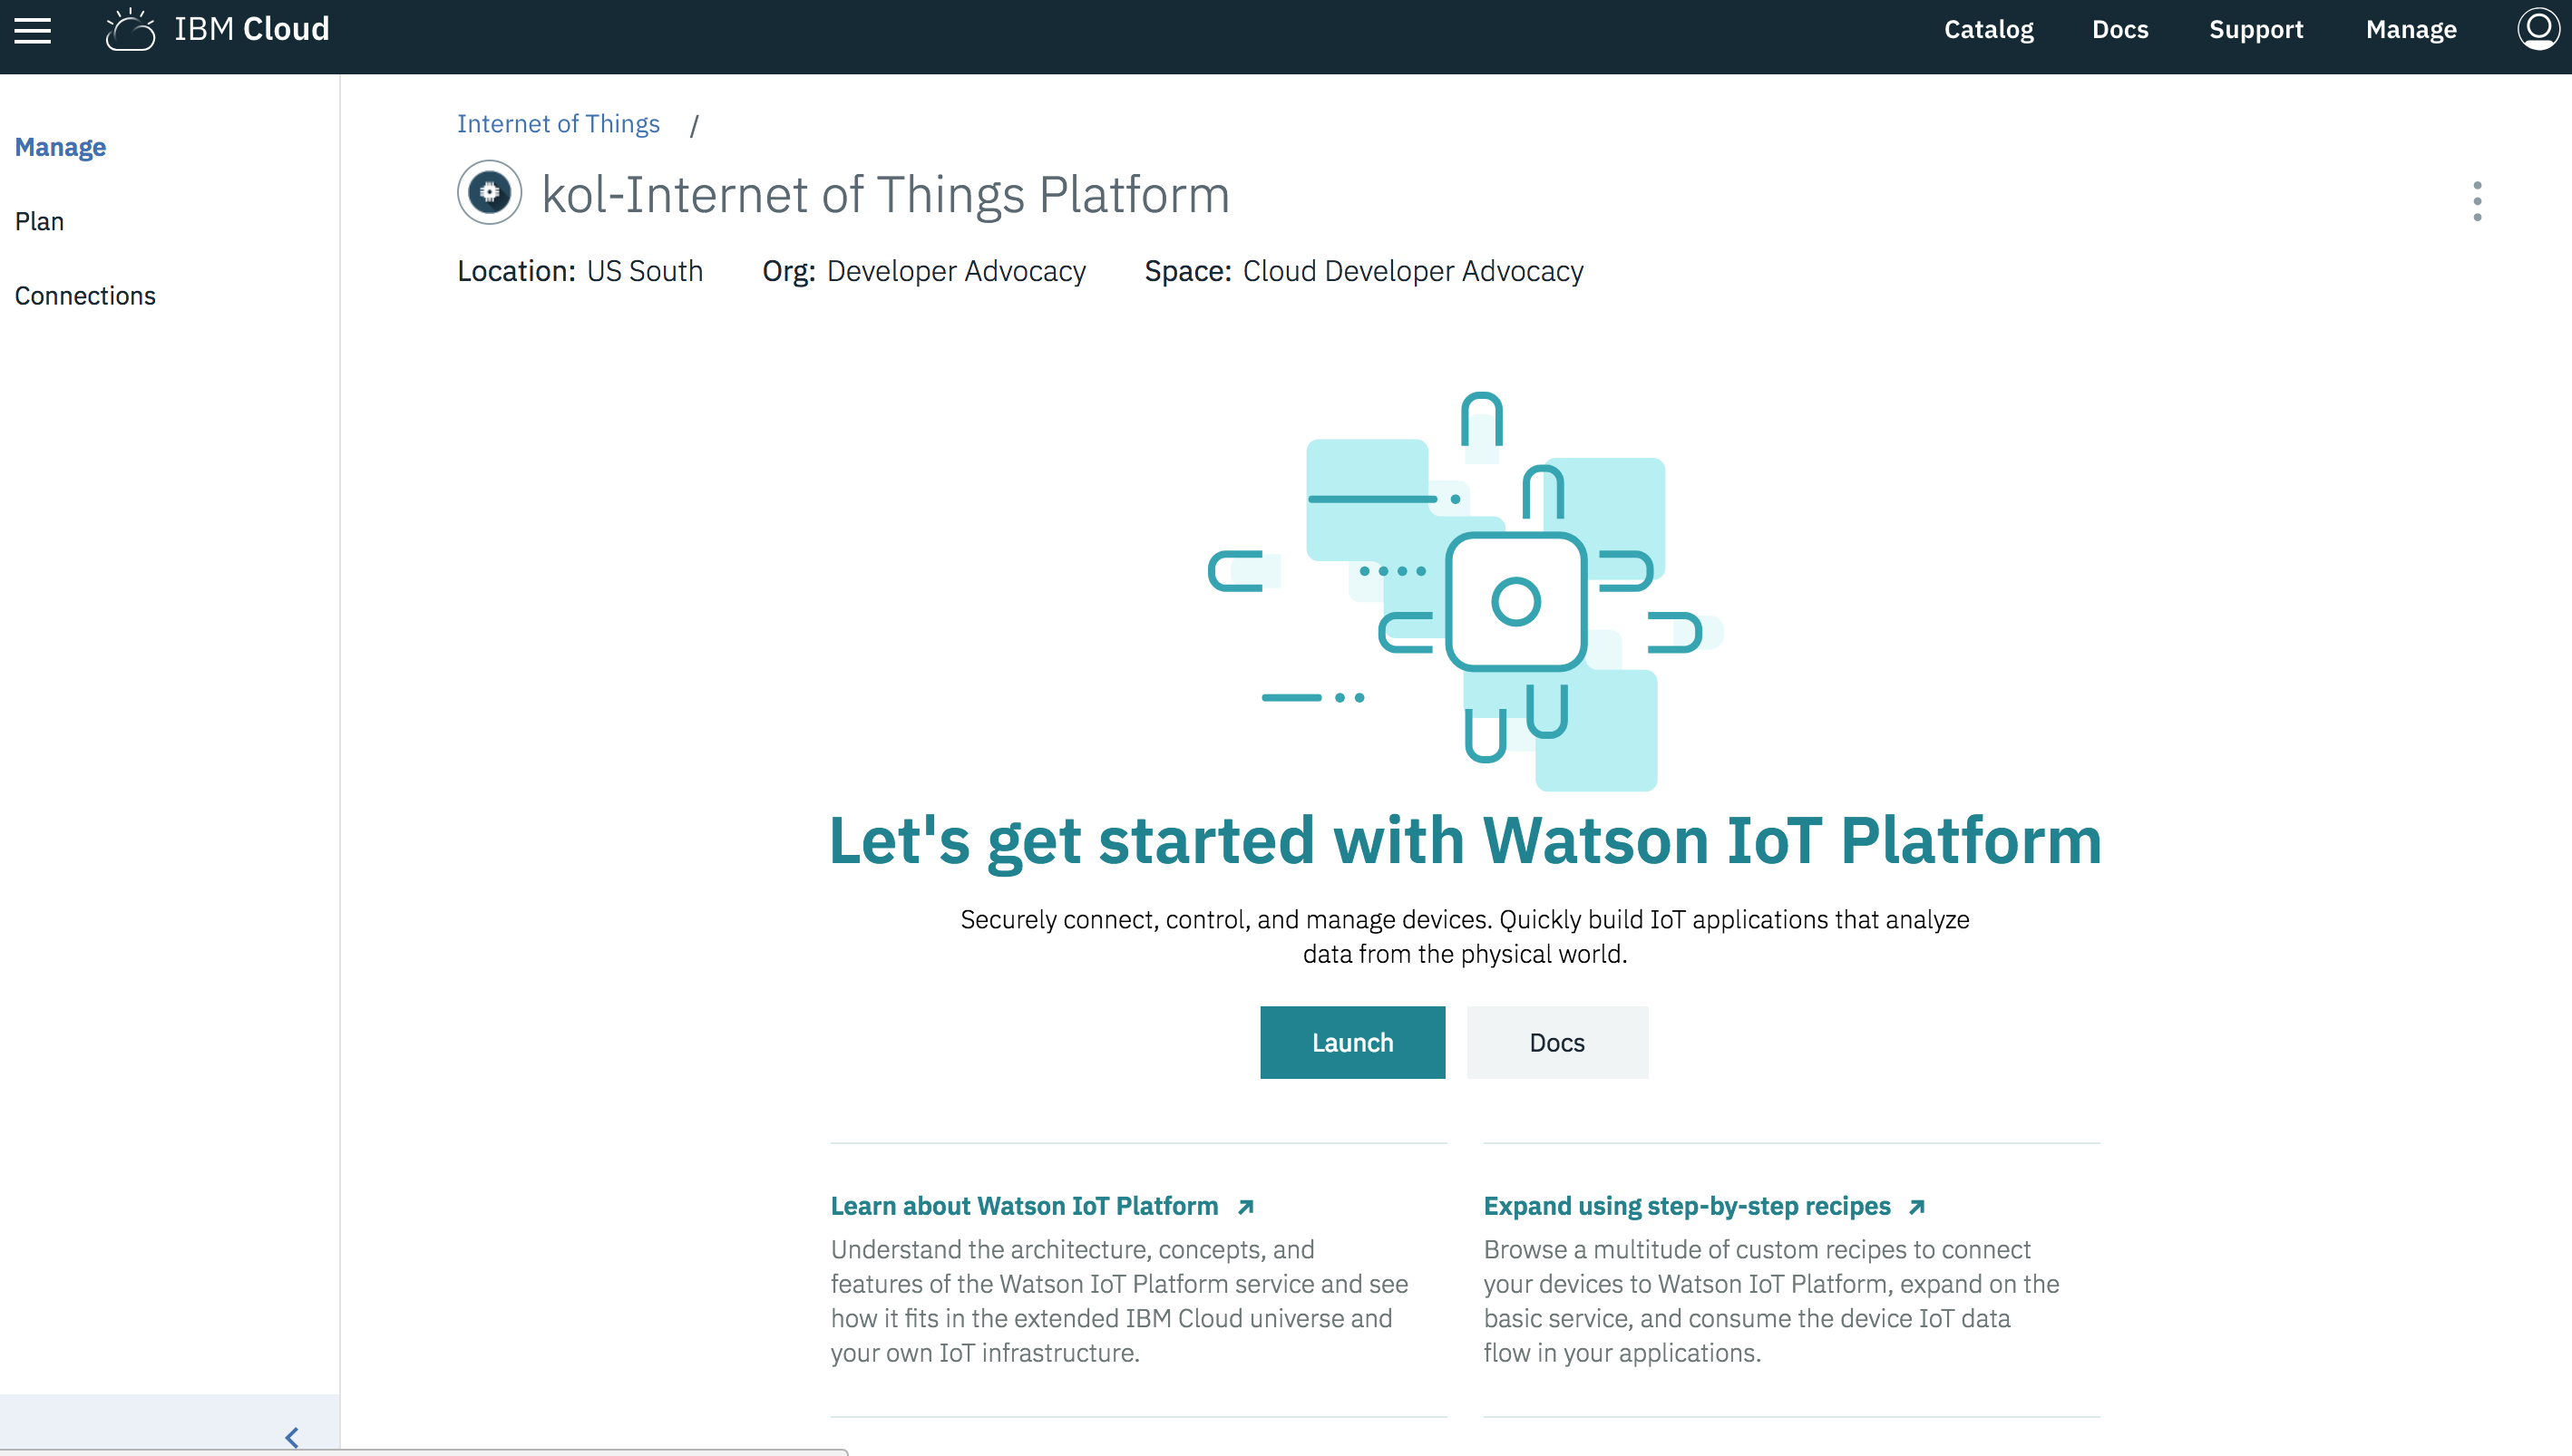 IBM Cloud
Catalog Docs Support Manage
Manage
Plan
Connections
Internet of Things /
kol-Internet of Things Platform
Location: US South Org: Developer Advocacy Space: Cloud Developer Advocacy
Let's get started with Watson IoT Platform
Securely connect, control, and manage devices. Quickly build IoT applications that analyze
data from the physical world.
Launch Docs
Learn about Watson IoT Platform
Understand the architecture, concepts, and
features of the Watson IoT Platform service and see
how it fits in the extended IBM Cloud universe and
your own IoT infrastructure.
Expand using step-by-step recipes
Browse a multitude of custom recipes to connect
your devices to Watson IoT Platform, expand on the
basic service, and consume the device IoT data
flow in your applications.